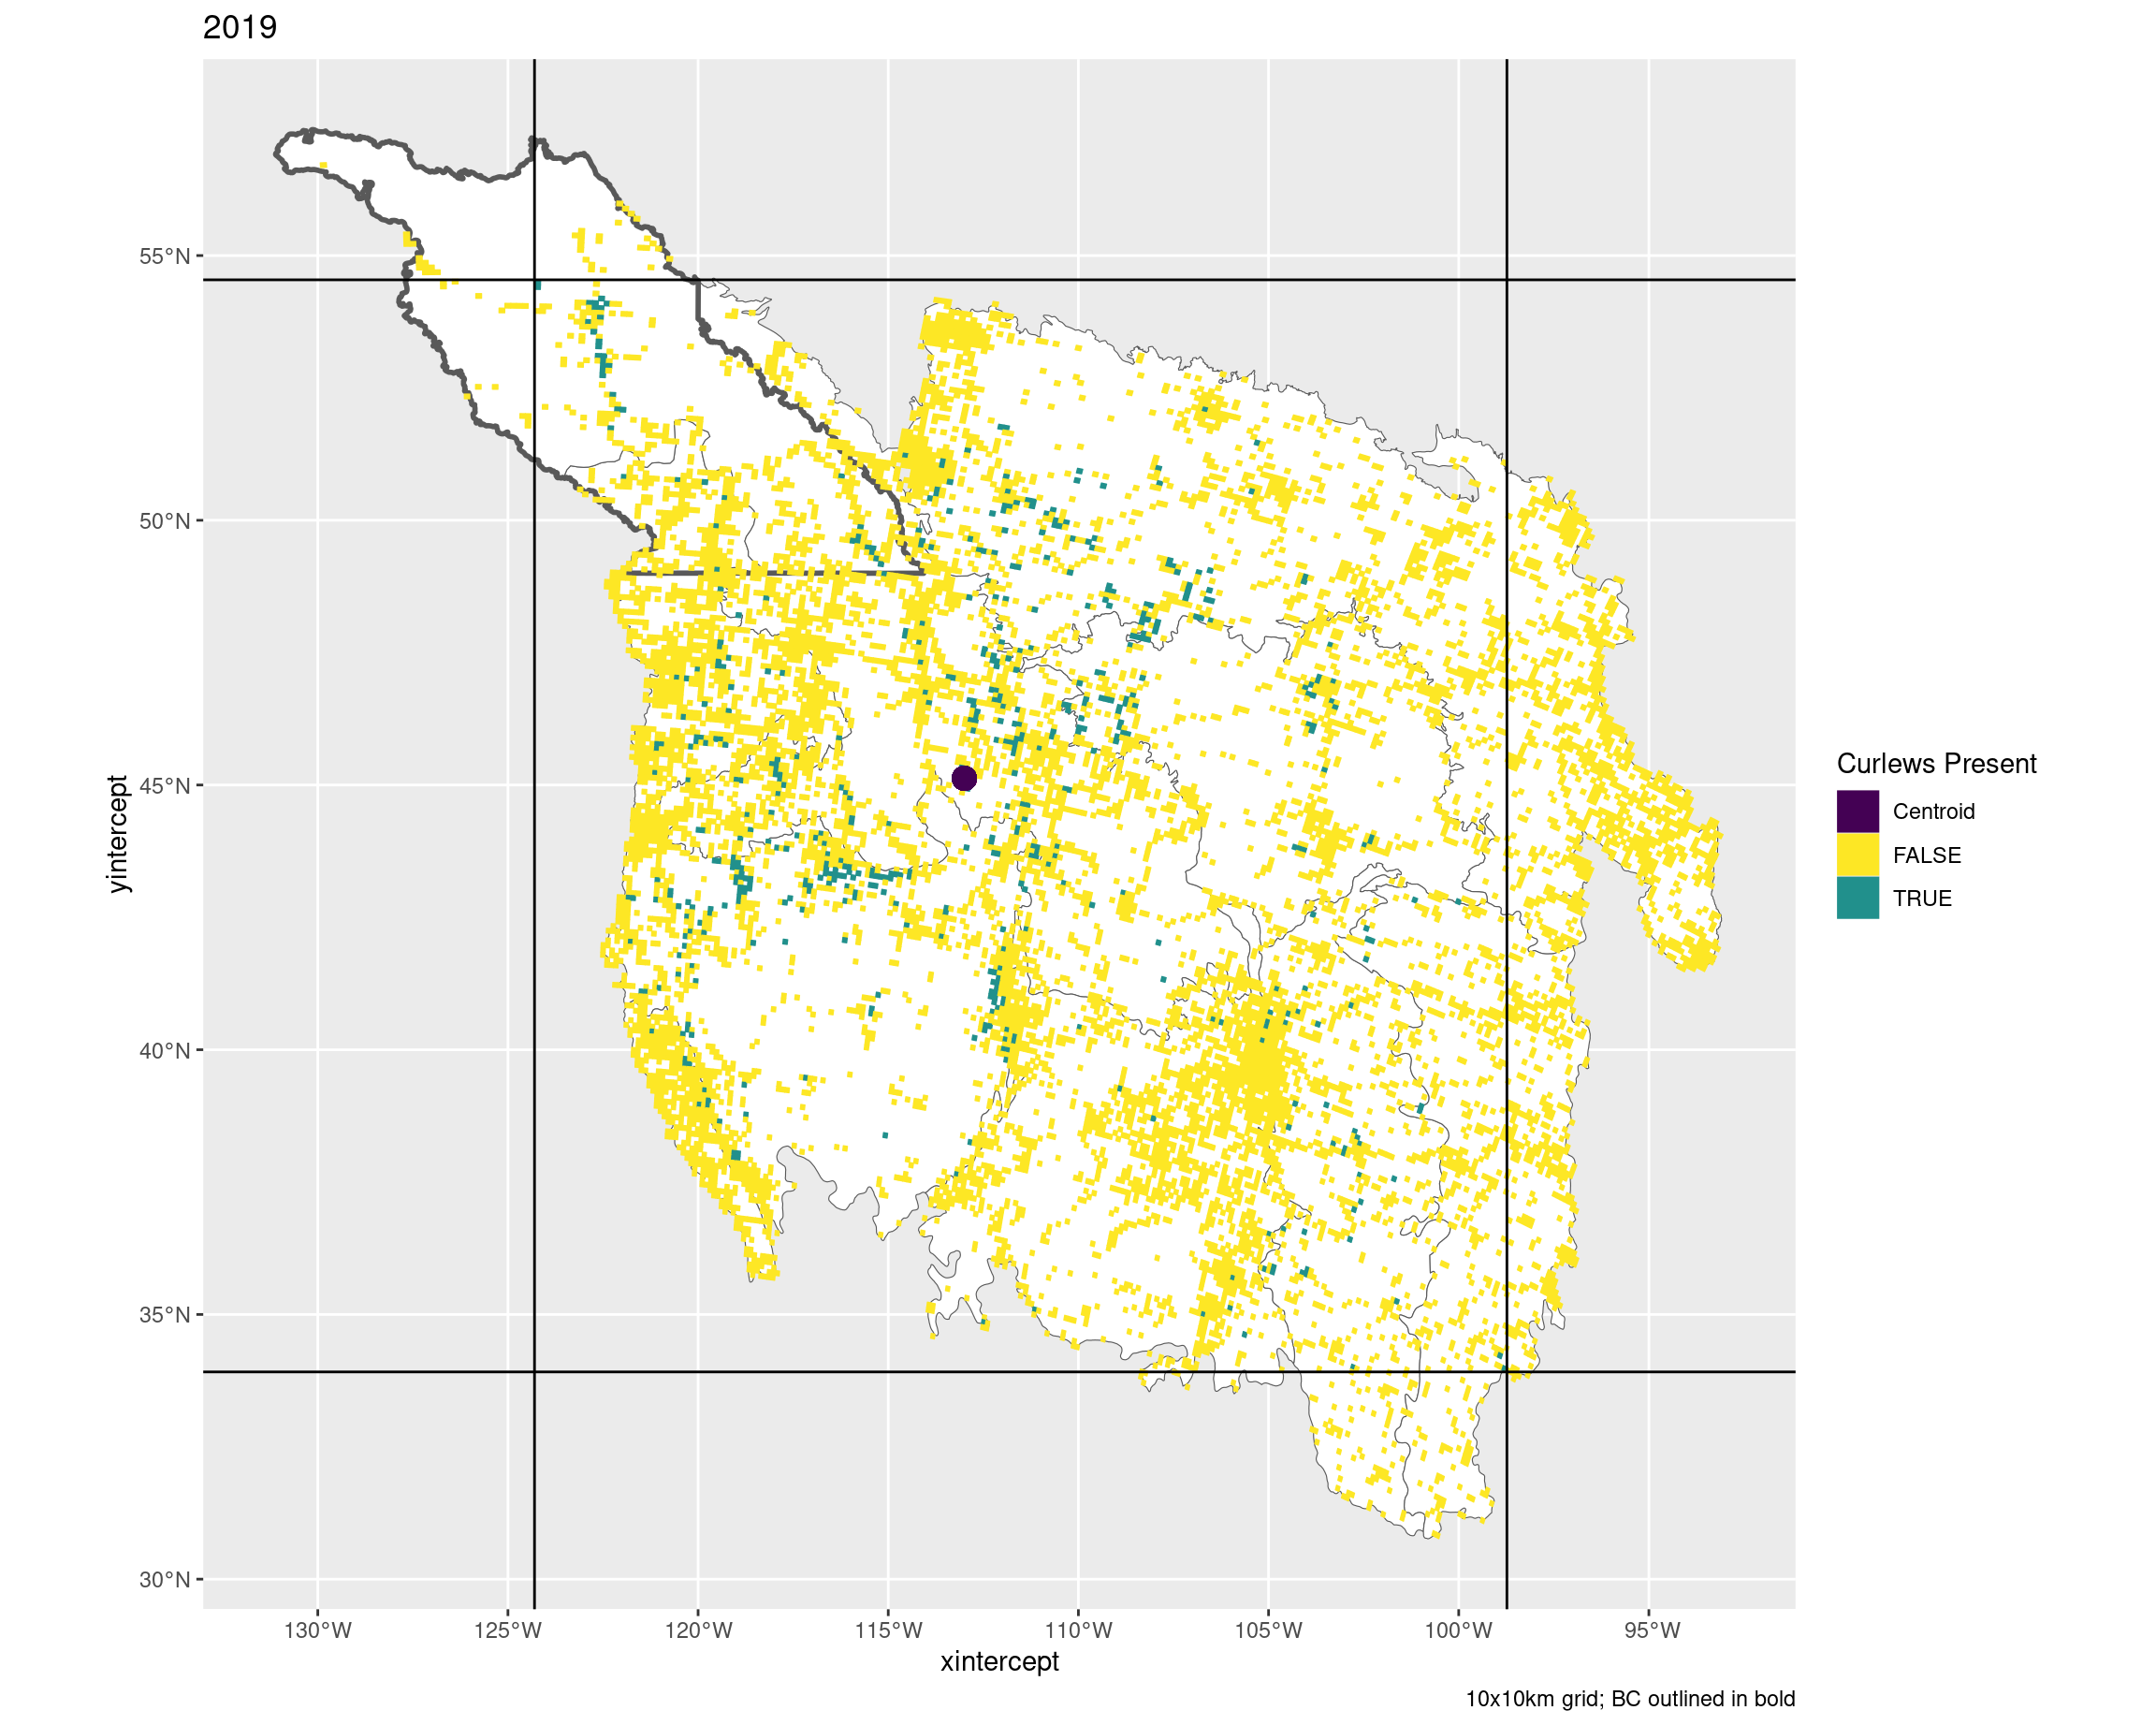 2019
55°N
50°N
45°N
40°N
35°N
30°N
yintercept
130°W
125°W
120°W
115°W
110°W
105°W
100°W
95°W
xintercept
Curlews Present
Centroid
FALSE
TRUE
10x10km grid; BC outlined in bold